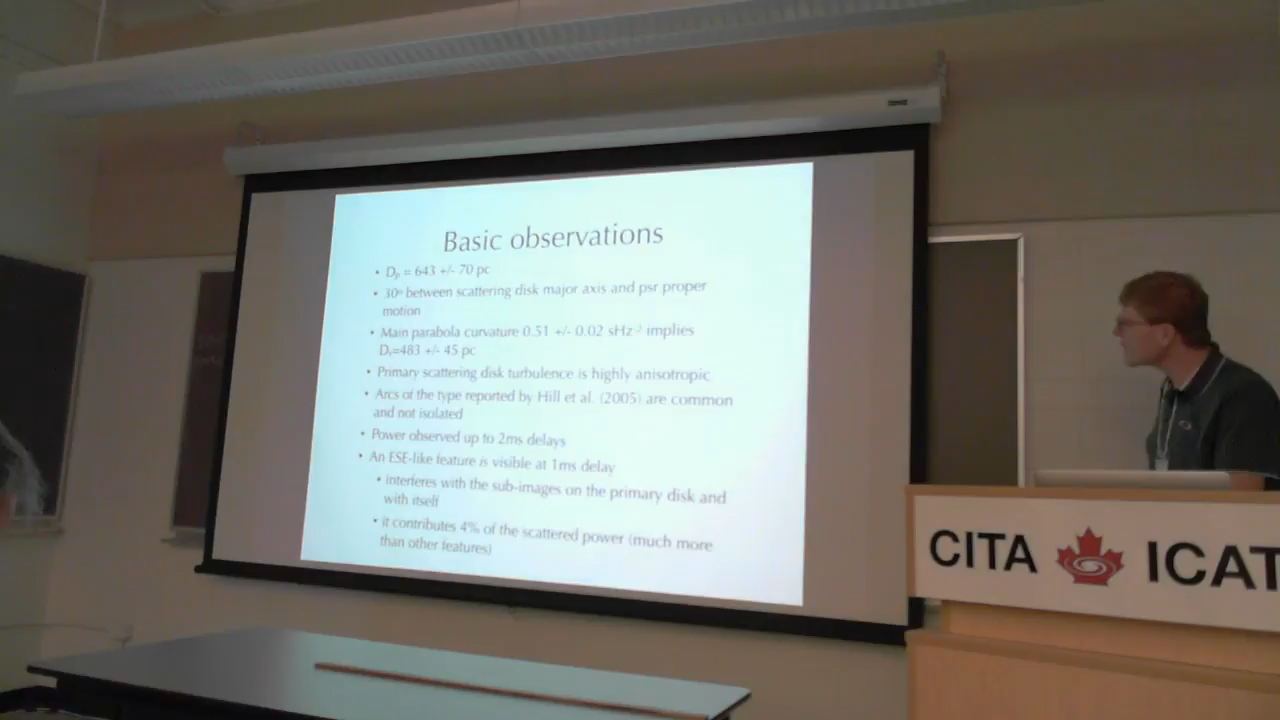 Basic observations
• Dp = 643 +/- 70 pc
• 30° between scattering disk major axis and psr proper
motion
• Main parabola curvature 0.51 +/- 0.02 sHz⁻² implies
Ds=483 +/- 45 pc
• Primary scattering disk turbulence is highly anisotropic
• Arcs of the type reported by Hill et al. (2005) are common
and not isolated
• Power observed up to 2ms delays
• An ESE-like feature is visible at 1ms delay
• interferes with the sub-images on the primary disk and
with itself
• it contributes 4% of the scattered power (much more
than other features)
CITA ICAT